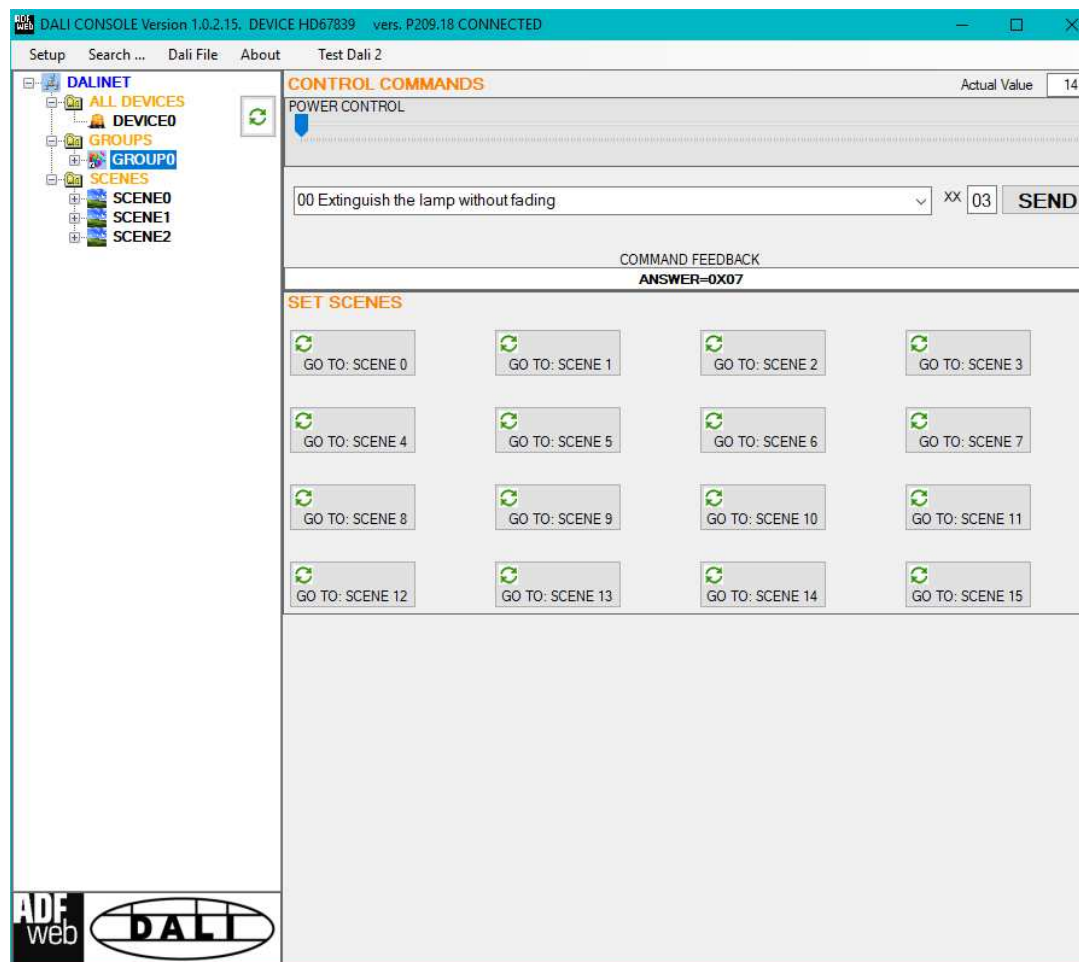 DALI CONSOLE Version 1.0.2.15. DEVICE HD67839 vers. P209.18 CONNECTED
Setup Search ... Dali File About Test Dali 2
DALINET
ALL DEVICES
DEVICE0
GROUPS
GROUP0
SCENES
SCENE0
SCENE1
SCENE2
CONTROL COMMANDS Actual Value 14
POWER CONTROL
00 Extinguish the lamp without fading XX 03 SEND
COMMAND FEEDBACK
ANSWER=0X07
SET SCENES
GO TO: SCENE 0 GO TO: SCENE 1 GO TO: SCENE 2 GO TO: SCENE 3
GO TO: SCENE 4 GO TO: SCENE 5 GO TO: SCENE 6 GO TO: SCENE 7
GO TO: SCENE 8 GO TO: SCENE 9 GO TO: SCENE 10 GO TO: SCENE 11
GO TO: SCENE 12 GO TO: SCENE 13 GO TO: SCENE 14 GO TO: SCENE 15
ADF
web
DALI